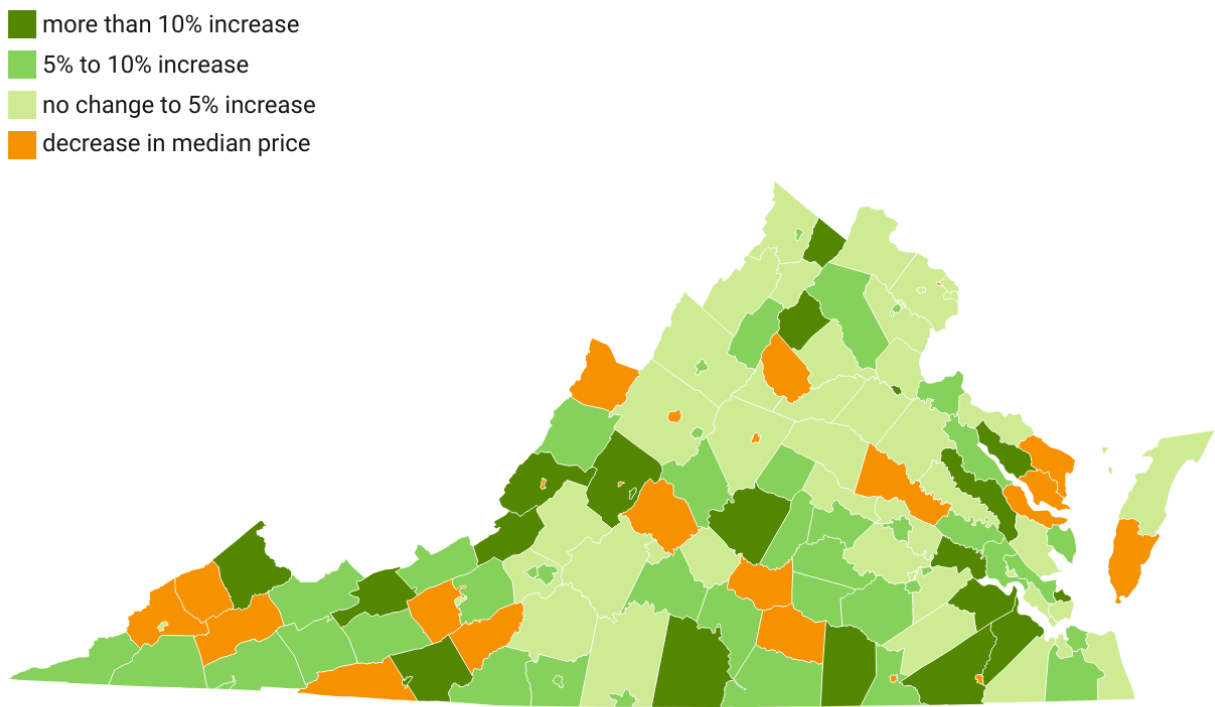 more than 10% increase
5% to 10% increase
no change to 5% increase
decrease in median price